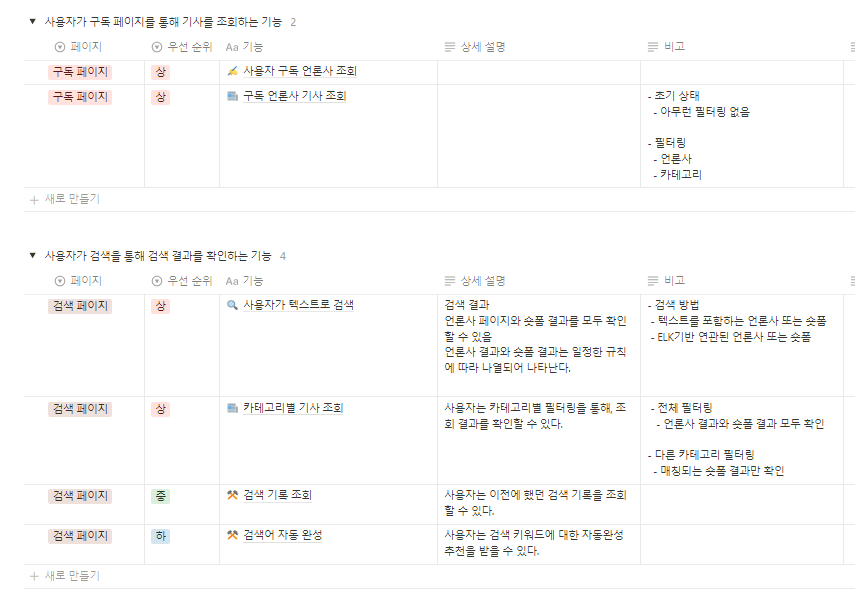 사용자가 구독 페이지를 통해 기사를 조회하는 기능 2
페이지 우선 순위 Aa 기능 상세 설명 비고
구독 페이지 상 사용자 구독 언론사 조회
구독 페이지 상 구독 언론사 기사 조회 - 초기 상태
- 아무런 필터링 없음
- 필터링
- 언론사
- 카테고리
+ 새로 만들기
사용자가 검색을 통해 검색 결과를 확인하는 기능 4
페이지 우선 순위 Aa 기능 상세 설명 비고
검색 페이지 상 사용자가 텍스트로 검색 검색 결과 - 검색 방법
언론사 페이지와 숏폼 결과를 모두 확인 - 텍스트를 포함하는 언론사 또는 숏폼
할 수 있음 - ELK기반 연관된 언론사 또는 숏폼
언론사 결과와 숏폼 결과는 일정한 규칙
에 따라 나열되어 나타난다.
검색 페이지 상 카테고리별 기사 조회 사용자는 카테고리별 필터링을 통해, 조 - 전체 필터링
회 결과를 확인할 수 있다. - 언론사 결과와 숏폼 결과 모두 확인
- 다른 카테고리 필터링
- 매칭되는 숏폼 결과만 확인
검색 페이지 중 검색 기록 조회 사용자는 이전에 했던 검색 기록을 조회
할 수 있다.
검색 페이지 하 검색어 자동 완성 사용자는 검색 키워드에 대한 자동완성
추천을 받을 수 있다.
+ 새로 만들기